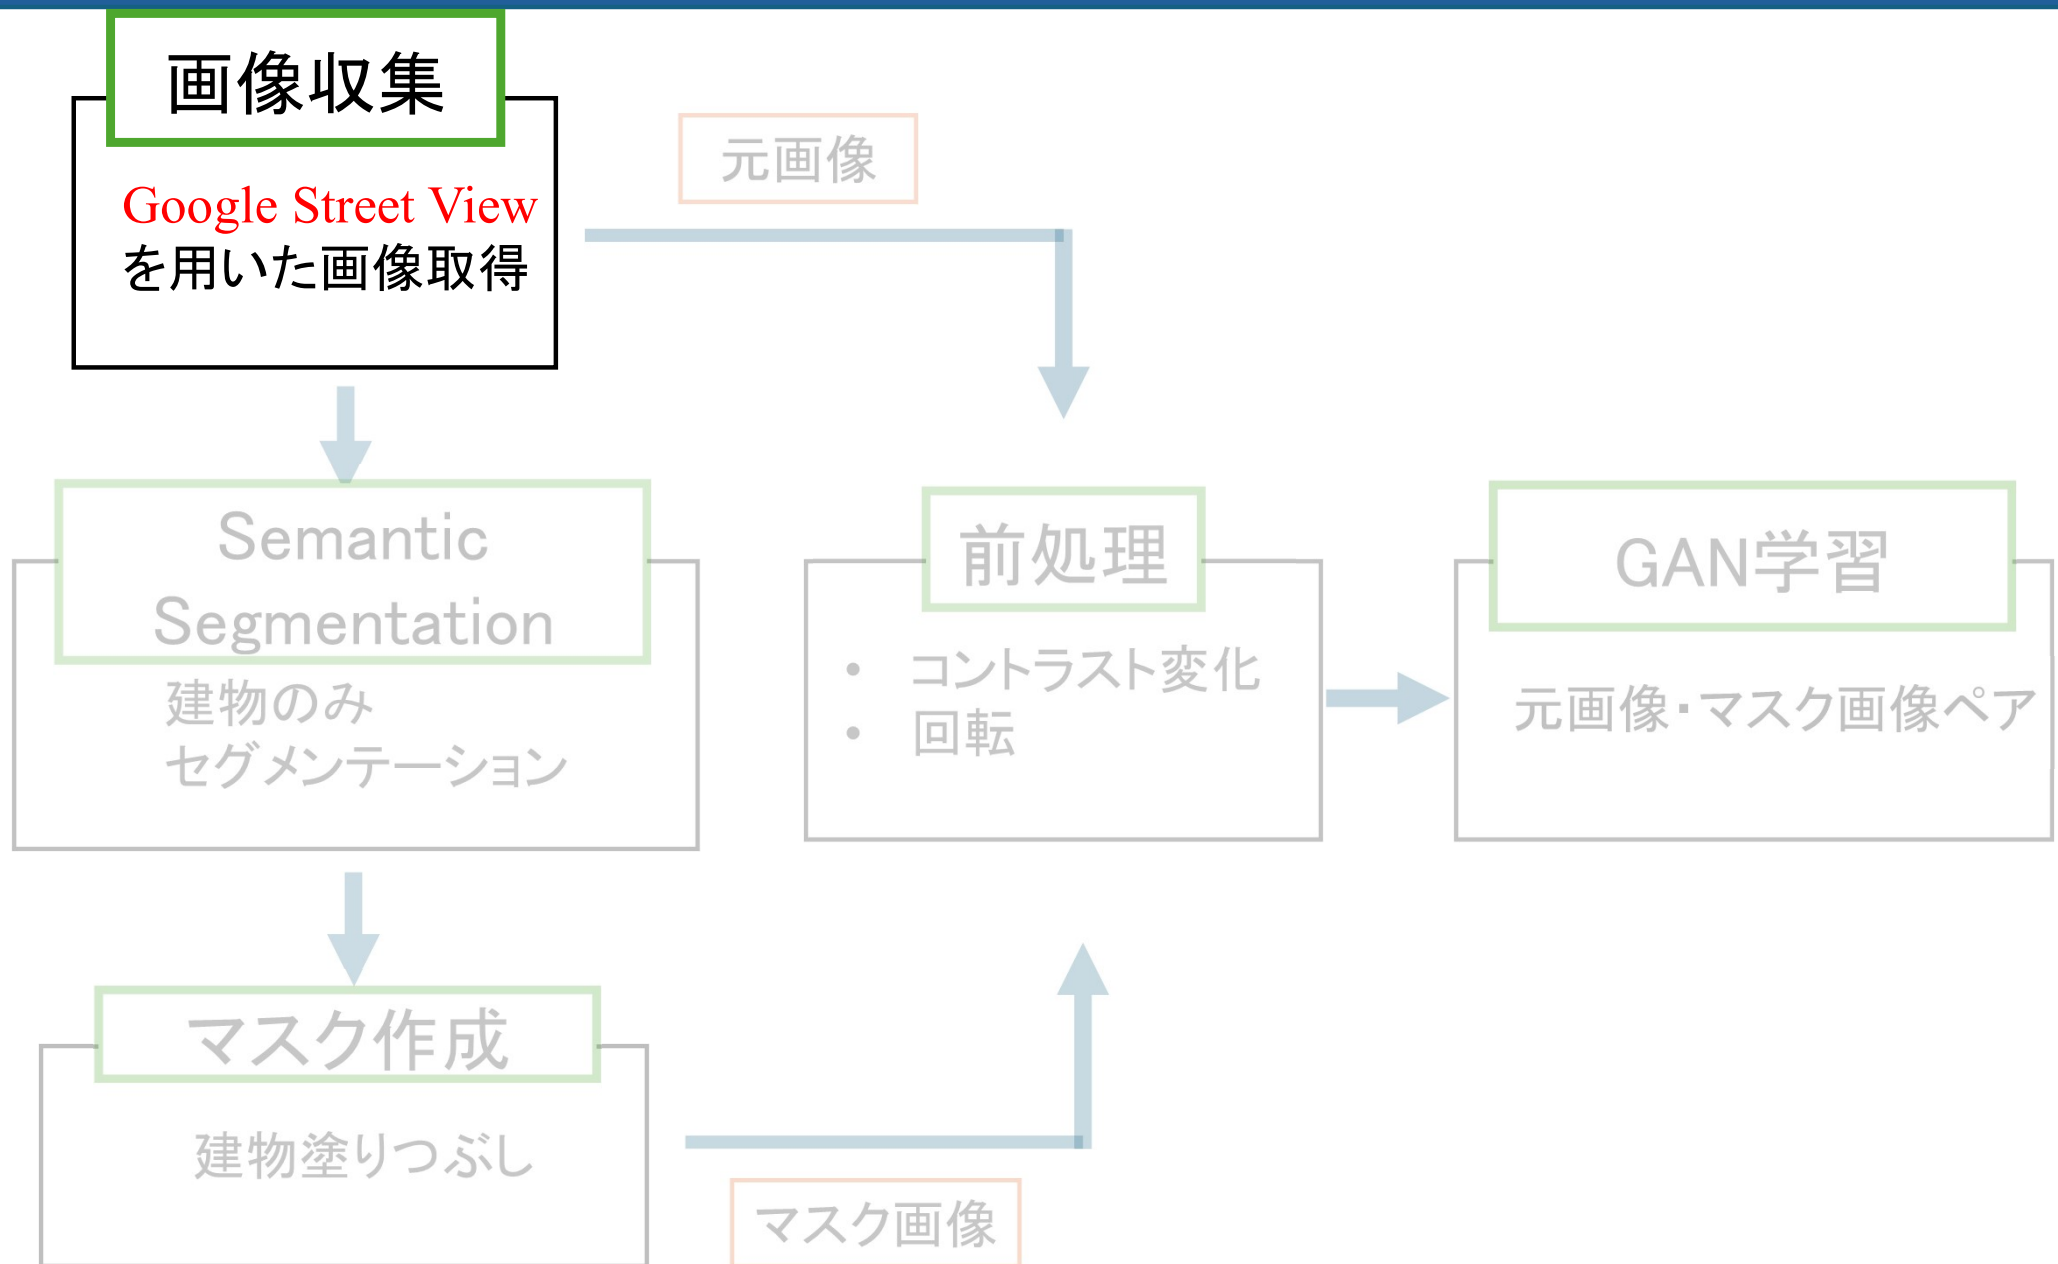 画像収集
Google Street View
を用いた画像取得
元画像
Semantic
Segmentation
建物のみ
セグメンテーション
前処理
• コントラスト変化
• 回転
GAN学習
元画像・マスク画像ペア
マスク作成
建物塗りつぶし
マスク画像